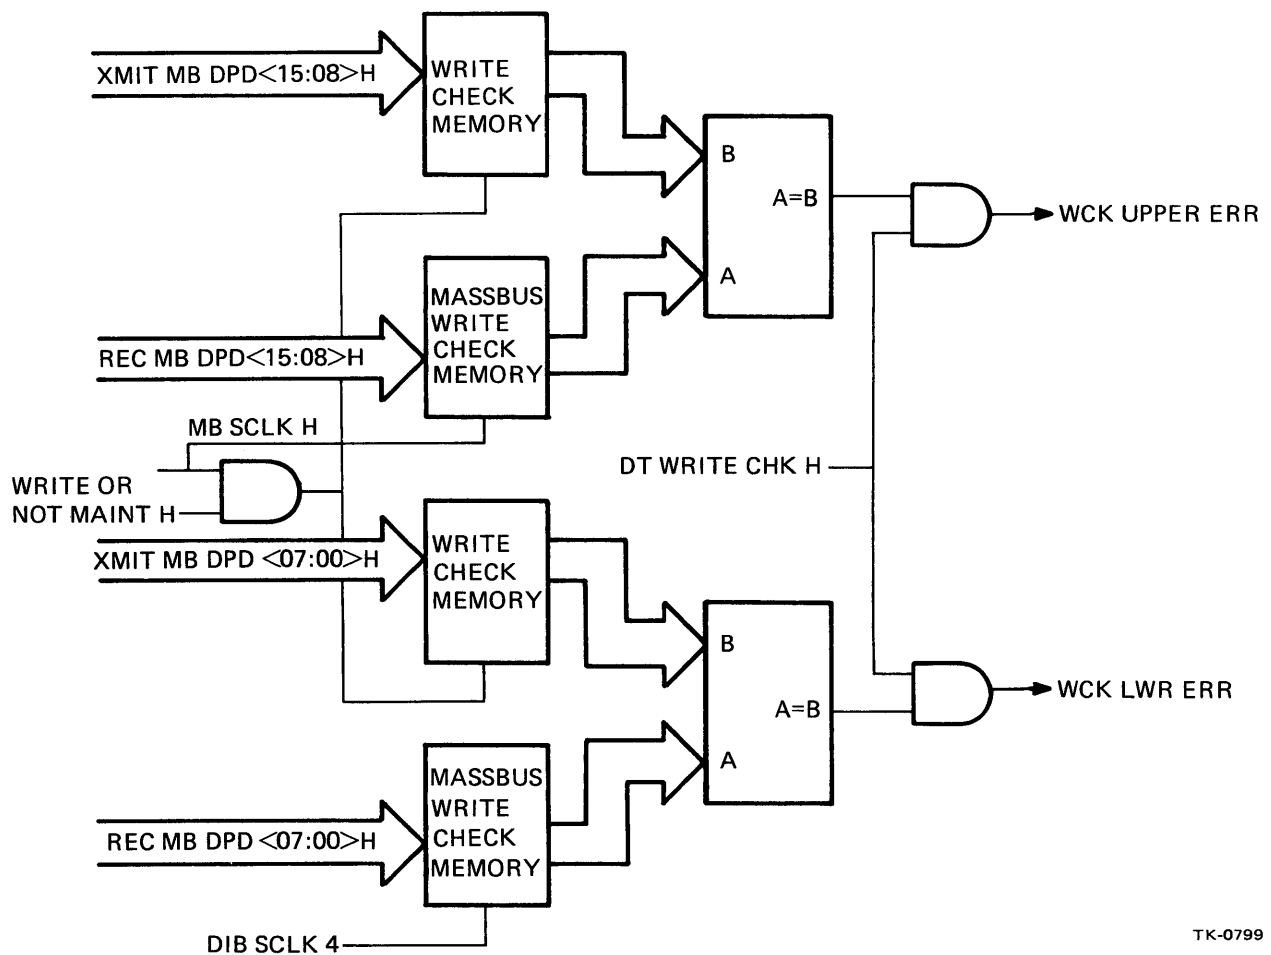 XMIT MB DPD<15:08>H
WRITE
CHECK
MEMORY
B
A=B
WCK UPPER ERR
A
MASSBUS
WRITE
CHECK
MEMORY
REC MB DPD<15:08>H
MB SCLK H
DT WRITE CHK H
WRITE OR
NOT MAINT H
XMIT MB DPD <07:00>H
WRITE
CHECK
MEMORY
B
A=B
WCK LWR ERR
A
MASSBUS
WRITE
CHECK
MEMORY
REC MB DPD <07:00>H
DIB SCLK 4
TK-0799